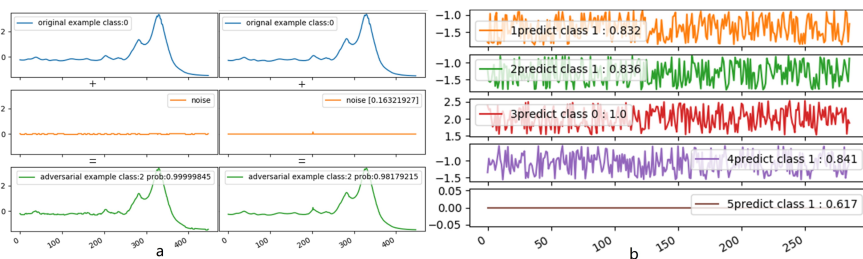 orignal example class:0
2
0
+
noise
2
0
=
adversarial example class:2 prob:0.99999845
2
0
0
100
200
300
400
a
orignal example class:0
+
noise [0.16321927]
=
adversarial example class:2 prob:0.98179215
0
100
200
300
400
−1.0
−1.5
1predict class 1 : 0.832
−1.0
−1.5
2predict class 1 : 0.836
2.5
2.0
1.5
3predict class 0 : 1.0
−1.0
−1.5
4predict class 1 : 0.841
0.05
0.00
−0.05
5predict class 1 : 0.617
0
50
100
150
200
250
b